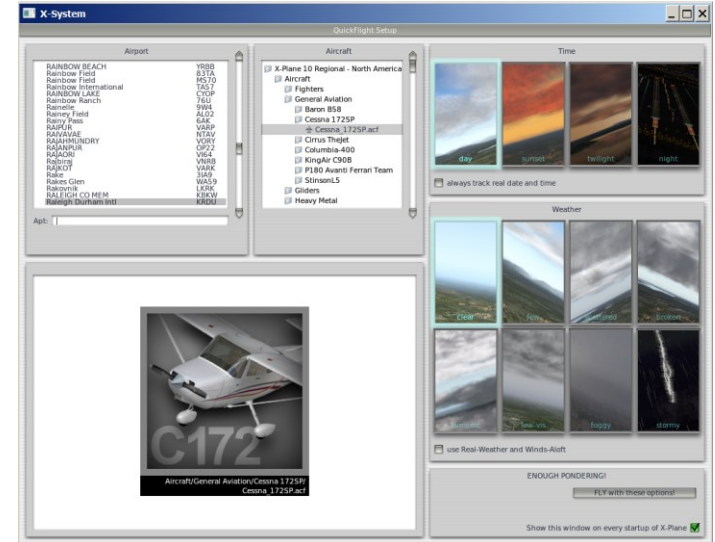 X-System
QuickFlight Setup
Airport
RAINBOW BEACH YRBB
Rainbow Field 83TA
Rainbow Field MS70
Rainbow International TA57
RAINBOW LAKE CYOP
Rainbow Ranch 76U
Rainelle 9W4
Rainey Field AL02
Rainy Pass 6AK
RAIPUR VARP
RAIVAVAE NTAV
RAJAHMUNDRY VORY
RAJANPUR OP22
RAJAORI VI64
Rajbiraj VNRB
RAJKOT VARK
Rake 3IA9
Rakes Glen WA59
Rakovnik LKRK
RALEIGH CO MEM KBKW
Raleigh Durham Intl KRDU
Apt:
Aircraft
X-Plane 10 Regional - North America
Aircraft
Fighters
General Aviation
Baron B58
Cessna 172SP
Cessna_172SP.acf
Cirrus TheJet
Columbia-400
KingAir C90B
P180 Avanti Ferrari Team
StinsonL5
Gliders
Heavy Metal
Time
day sunset twilight night
always track real date and time
Weather
clear
scattered broken
low-vis foggy stormy
use Real-Weather and Winds-Aloft
C172
Aircraft/General Aviation/Cessna 172SP/
Cessna_172SP.acf
ENOUGH PONDERING!
FLY with these options!
Show this window on every startup of X-Plane